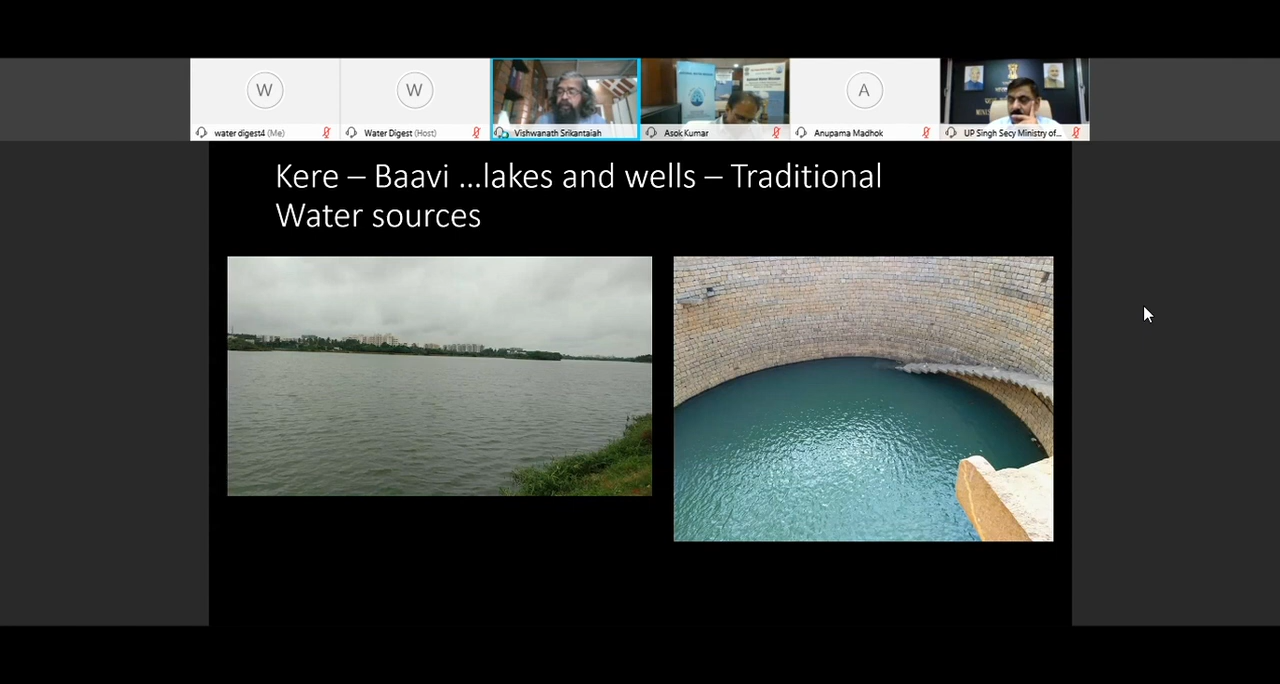 W
W
A
water digest4 (Me)
Water Digest (Host)
Vishwanath Srikantaiah
Asok Kumar
Anupama Madhok
UP Singh Secy Ministry of...
Kere – Baavi ...lakes and wells – Traditional
Water sources